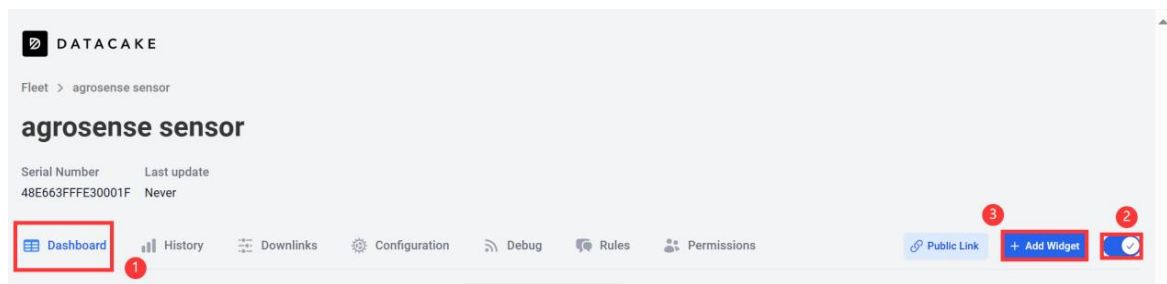 DATACAKE
Fleet > agrosense sensor
agrosense sensor
Serial Number Last update
48E663FFFE30001F Never
3 2
Dashboard History Downlinks Configuration Debug Rules Permissions Public Link + Add Widget
1